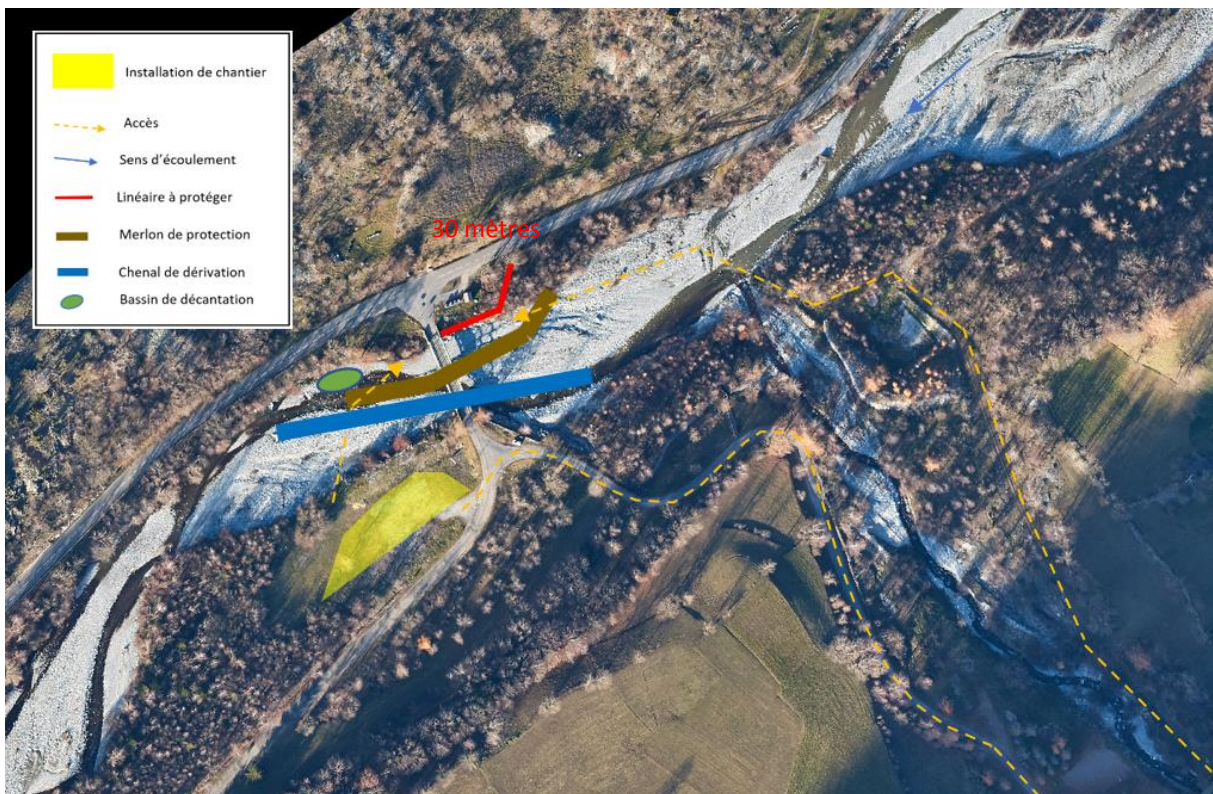 Installation de chantier
Accès
Sens d'écoulement
Linéaire à protéger
Merlon de protection
Chenal de dérivation
Bassin de décantation
30 mètres